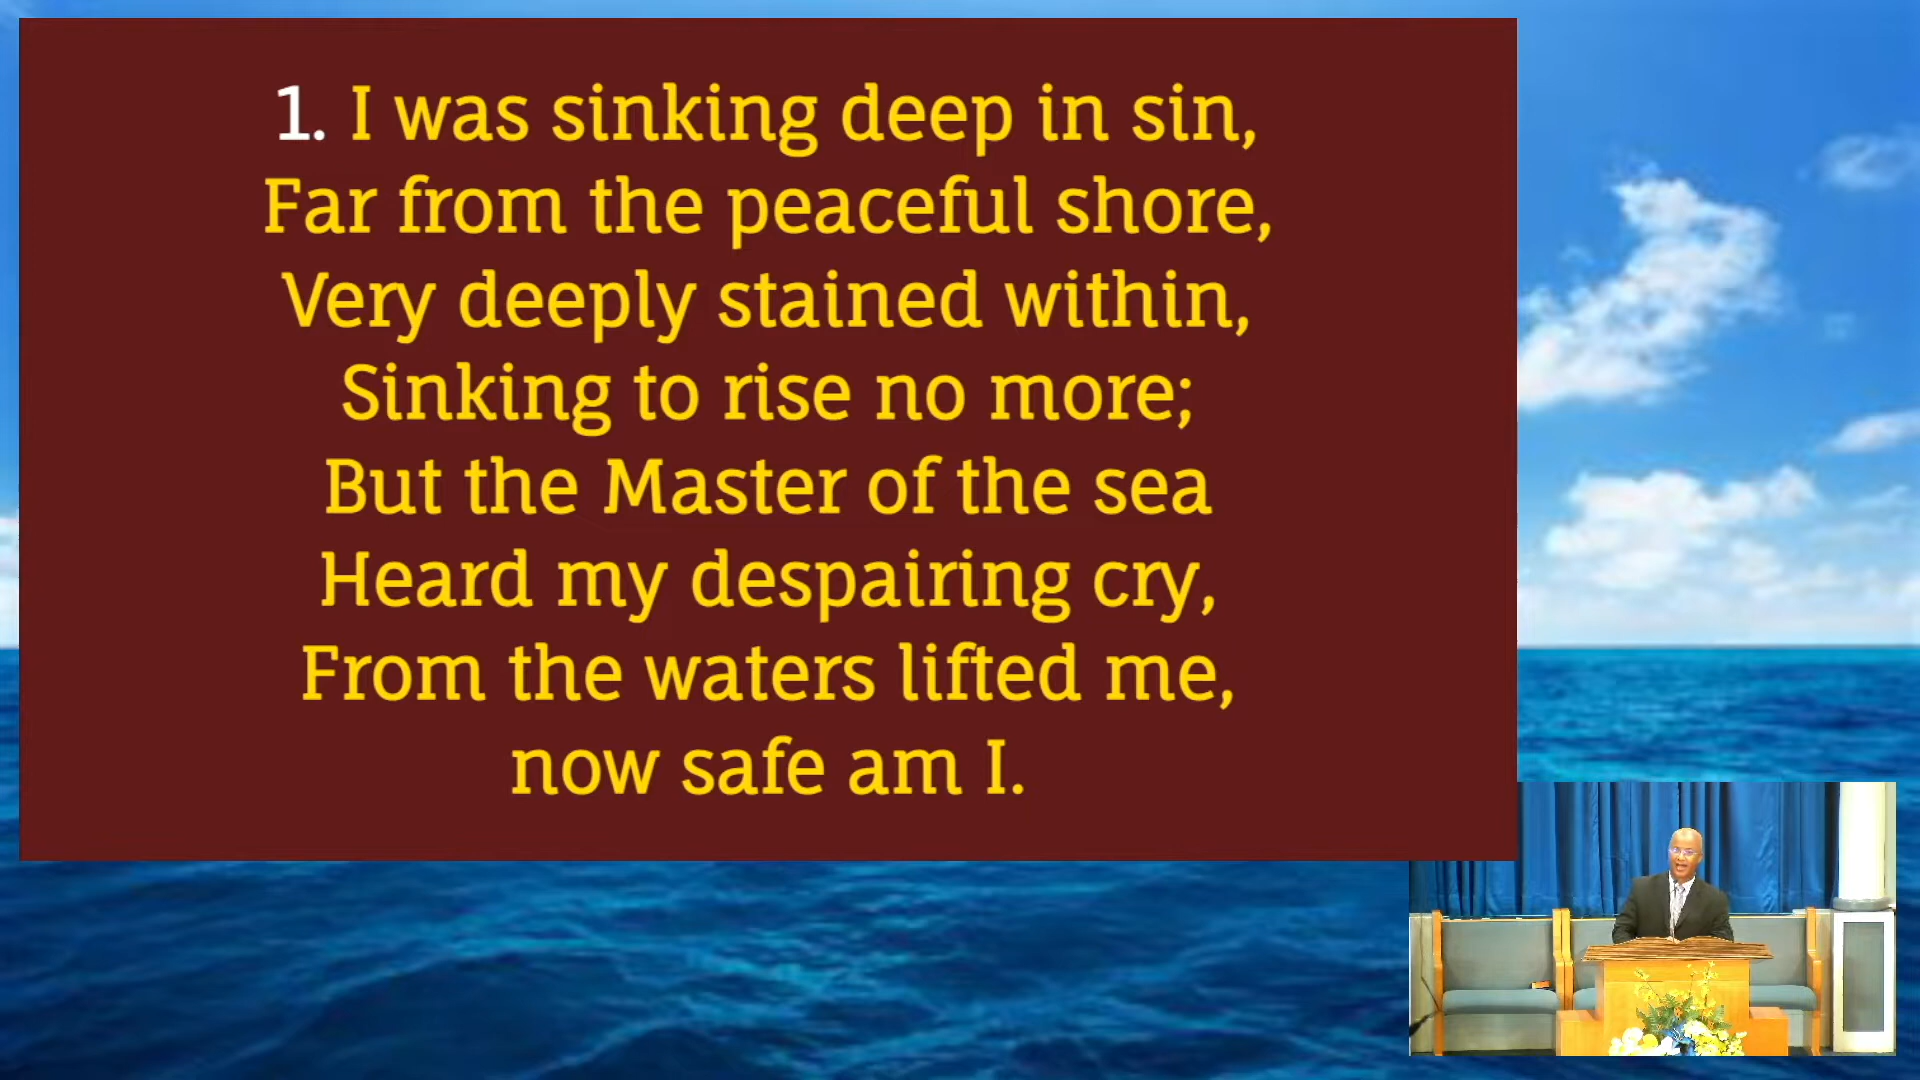 1. I was sinking deep in sin,
Far from the peaceful shore,
Very deeply stained within,
Sinking to rise no more;
But the Master of the sea
Heard my despairing cry,
From the waters lifted me,
now safe am I.